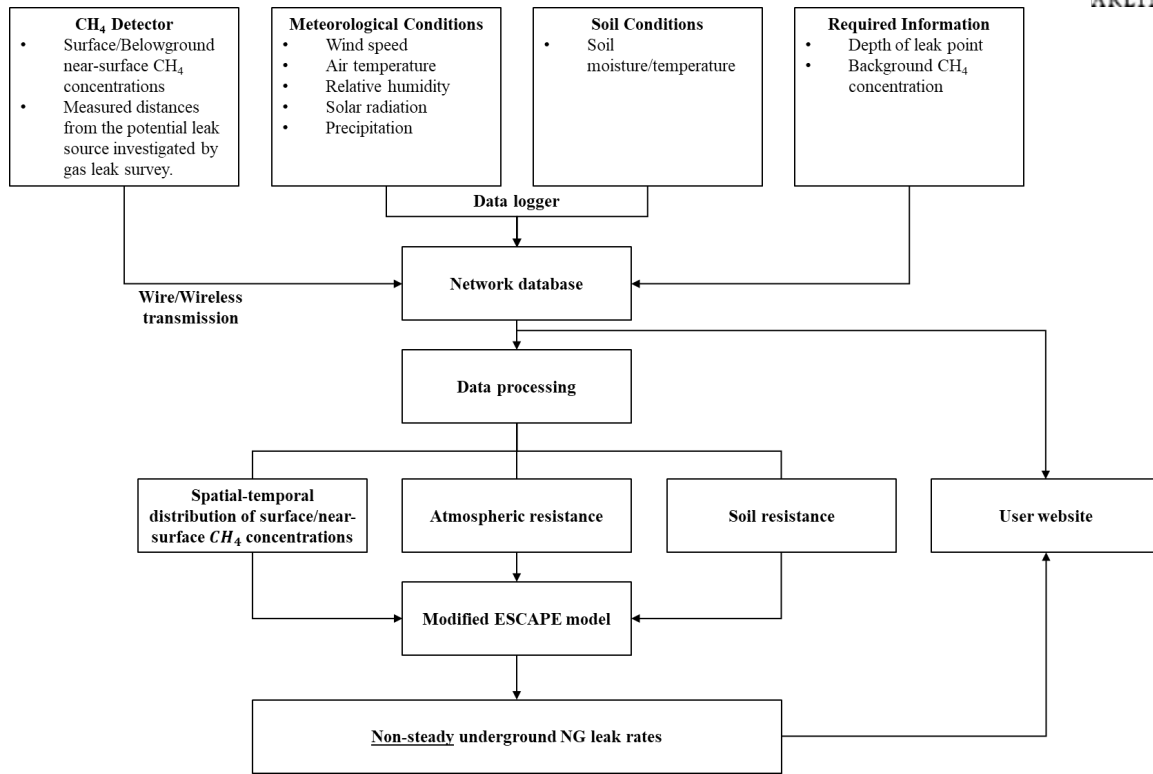 CH₄ Detector
• Surface/Belowground
near-surface CH₄
concentrations
• Measured distances
from the potential leak
source investigated by
gas leak survey.
Meteorological Conditions
• Wind speed
• Air temperature
• Relative humidity
• Solar radiation
• Precipitation
Soil Conditions
• Soil
moisture/temperature
Required Information
• Depth of leak point
• Background CH₄
concentration
Data logger
Wire/Wireless
transmission
Network database
Data processing
Spatial-temporal
distribution of surface/near-
surface CH₄ concentrations
Atmospheric resistance
Soil resistance
User website
Modified ESCAPE model
Non-steady underground NG leak rates